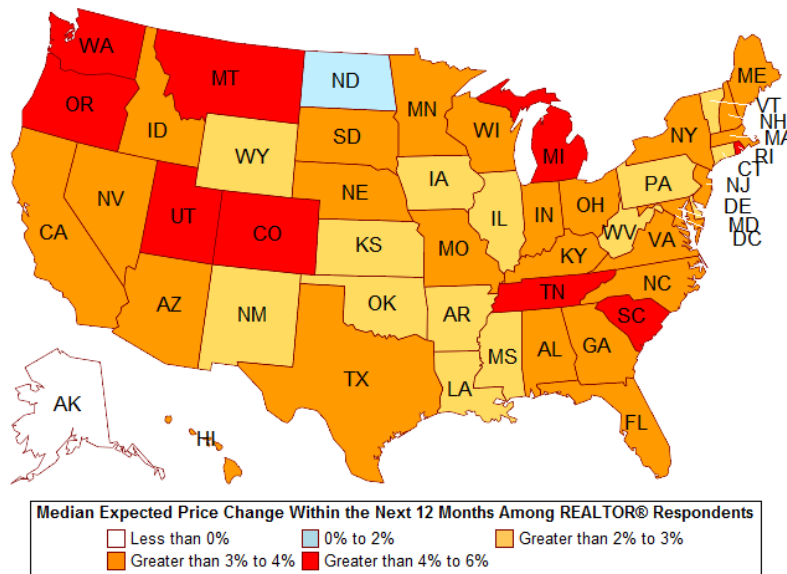 WA
MT
ND
OR
ID
MN
WI
ME
VT
NH
MA
RI
CT
NJ
DE
MD
DC
SD
WY
MI
NY
NV
NE
IA
PA
CA
UT
CO
KS
MO
IL
IN
OH
WV
VA
KY
AZ
NM
OK
AR
TN
NC
SC
TX
LA
MS
AL
GA
FL
AK
HI
Median Expected Price Change Within the Next 12 Months Among REALTOR® Respondents
Less than 0% 0% to 2% Greater than 2% to 3%
Greater than 3% to 4% Greater than 4% to 6%